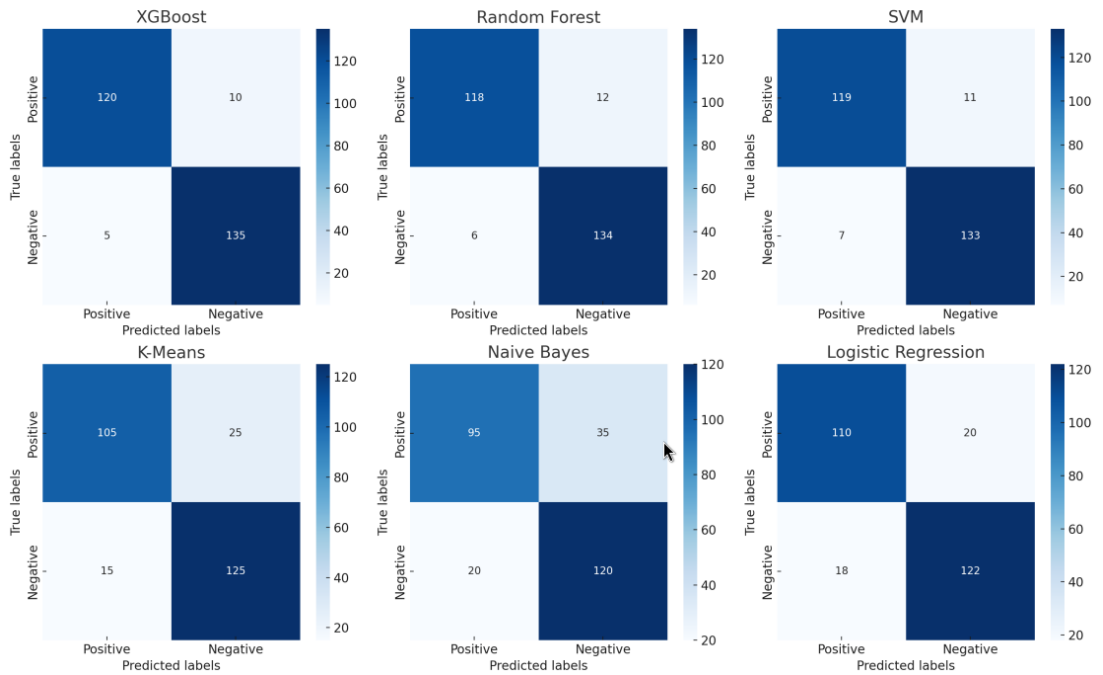 XGBoost
Positive
120
10
120
100
80
60
40
20
Negative
5
135
True labels
Positive
Negative
Predicted labels
Random Forest
Positive
118
12
120
100
80
60
40
20
Negative
6
134
True labels
Positive
Negative
Predicted labels
SVM
Positive
119
11
120
100
80
60
40
20
Negative
7
133
True labels
Positive
Negative
Predicted labels
K-Means
Positive
105
25
120
100
80
60
40
20
Negative
15
125
True labels
Positive
Negative
Predicted labels
Naive Bayes
Positive
95
35
120
100
80
60
40
20
Negative
20
120
True labels
Positive
Negative
Predicted labels
Logistic Regression
Positive
110
20
120
100
80
60
40
20
Negative
18
122
True labels
Positive
Negative
Predicted labels